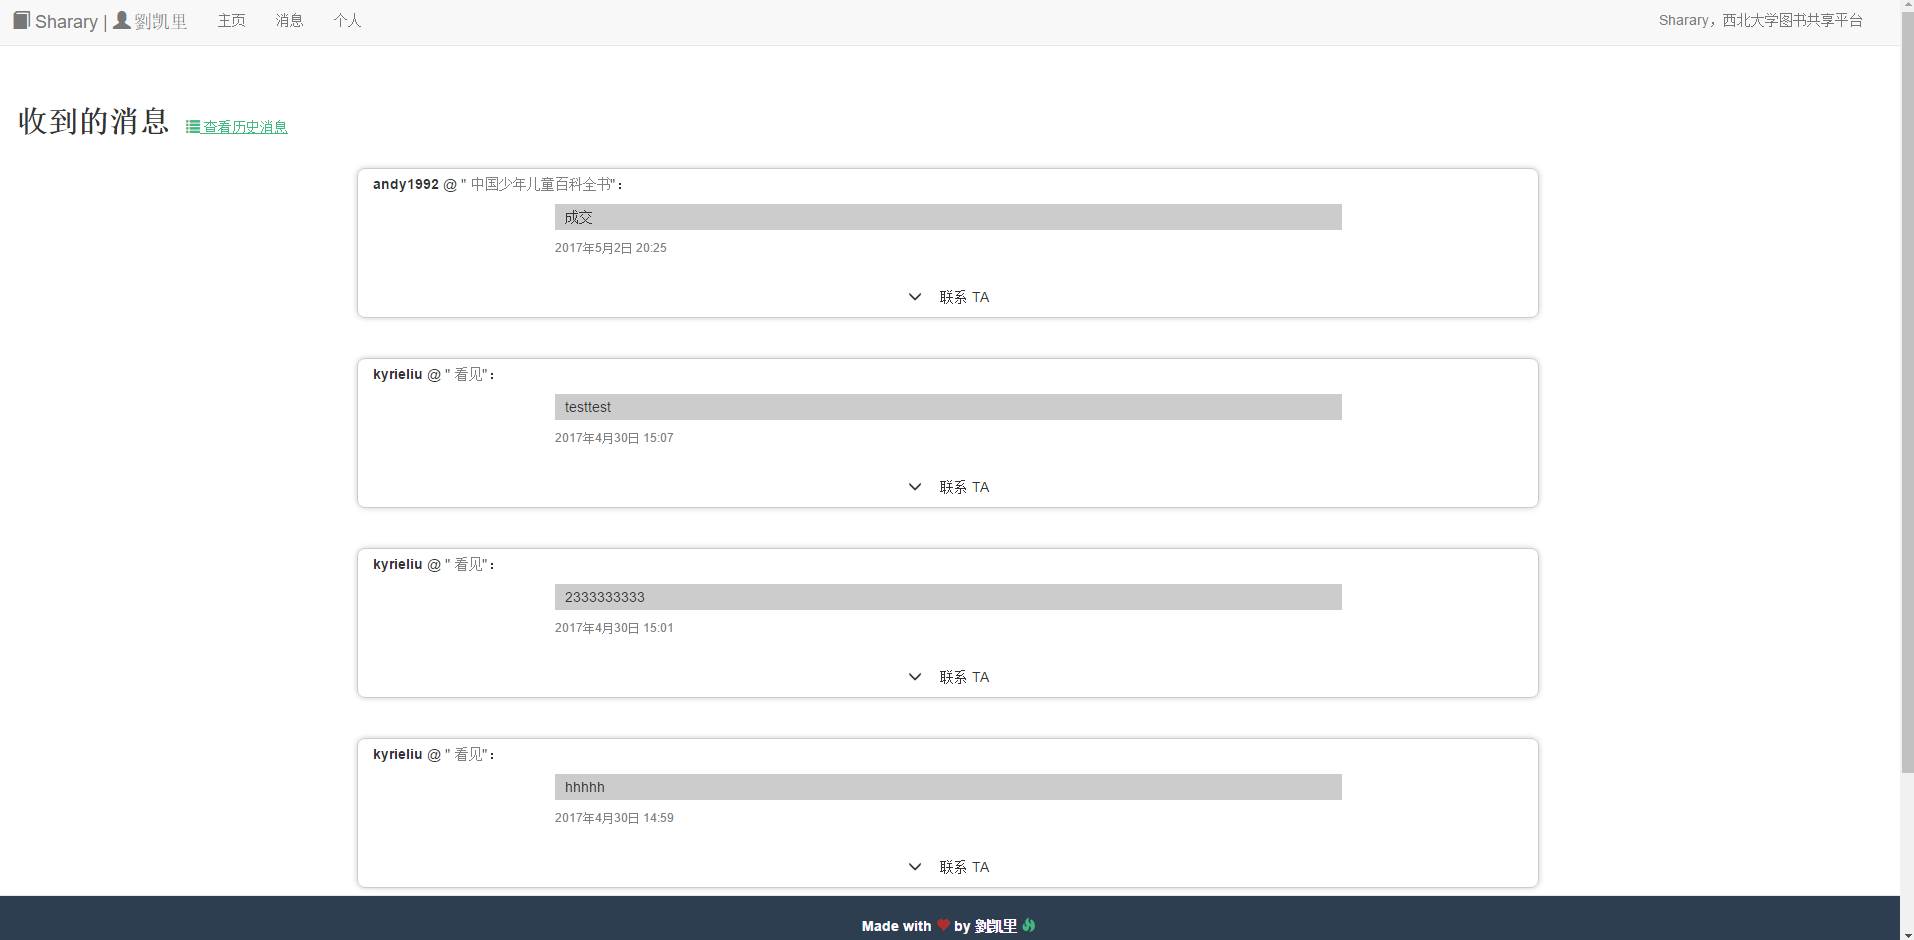 Sharary | 劉凯里 主页 消息 个人 Sharary，西北大学图书共享平台
收到的消息 查看历史消息
andy1992 @ " 中国少年儿童百科全书"：
成交
2017年5月2日 20:25
联系 TA
kyrieliu @ " 看见"：
testtest
2017年4月30日 15:07
联系 TA
kyrieliu @ " 看见"：
2333333333
2017年4月30日 15:01
联系 TA
kyrieliu @ " 看见"：
hhhhh
2017年4月30日 14:59
联系 TA
Made with ❤ by 劉凯里